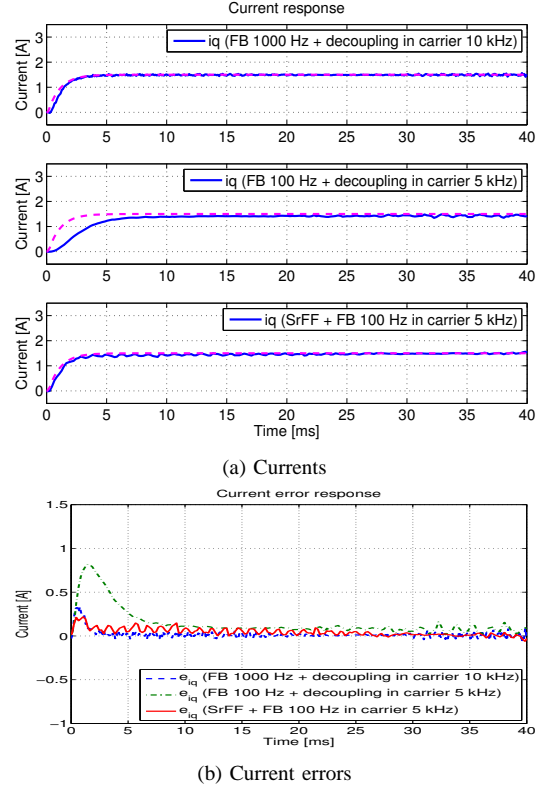 Current response
Current [A]
3
2
1
0
iq (FB 1000 Hz + decoupling in carrier 10 kHz)
0 5 10 15 20 25 30 35 40
Current [A]
3
2
1
0
iq (FB 100 Hz + decoupling in carrier 5 kHz)
0 5 10 15 20 25 30 35 40
Current [A]
3
2
1
0
iq (SrFF + FB 100 Hz in carrier 5 kHz)
0 5 10 15 20 25 30 35 40
Time [ms]
(a) Currents
Current error response
Current [A]
1.5
1
0.5
0
−0.5
−1
e_iq (FB 1000 Hz + decoupling in carrier 10 kHz)
e_iq (FB 100 Hz + decoupling in carrier 5 kHz)
e_iq (SrFF + FB 100 Hz in carrier 5 kHz)
0 5 10 15 20 25 30 35 40
Time [ms]
(b) Current errors